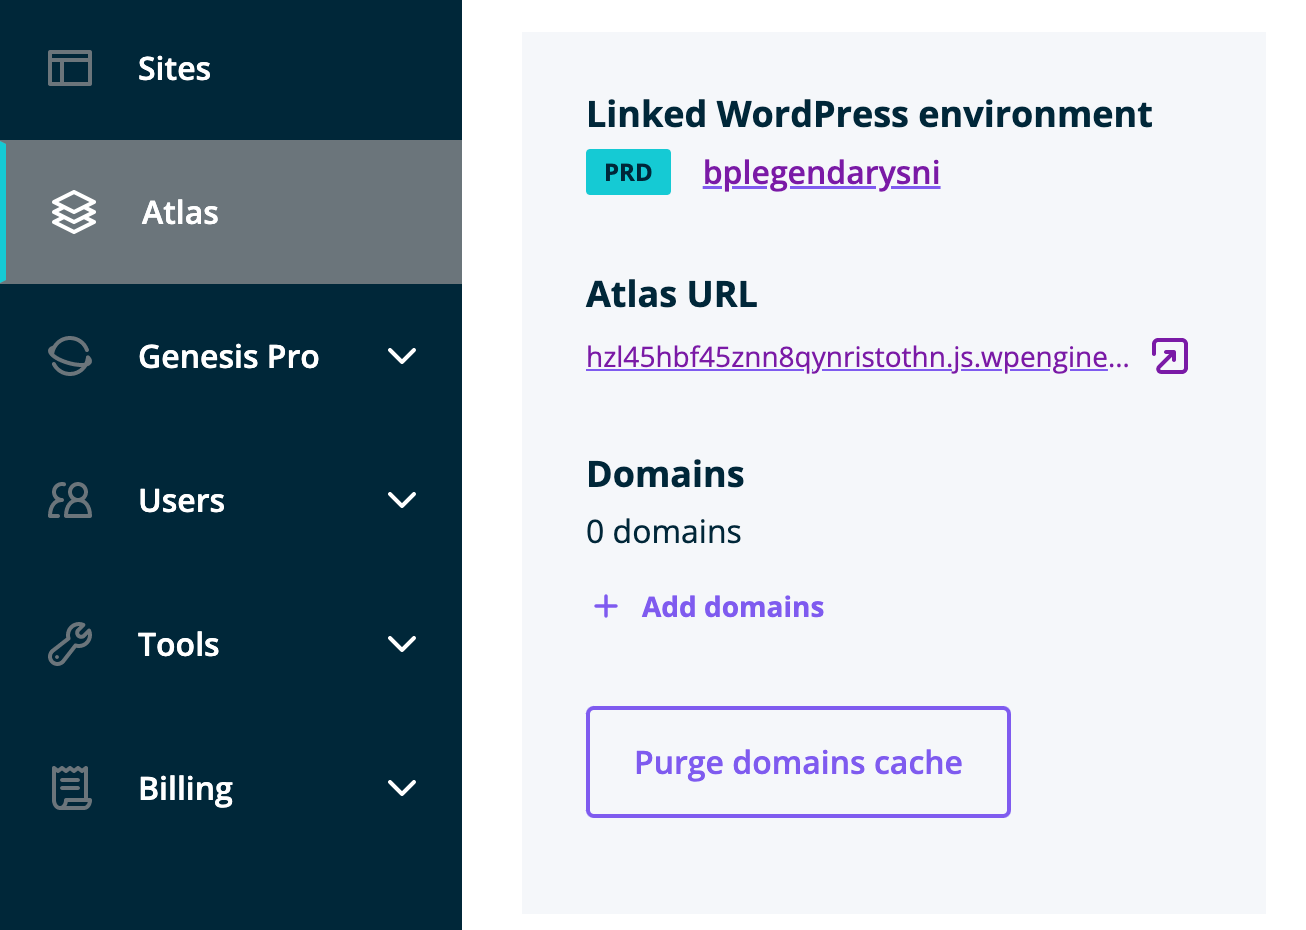 Sites
Atlas
Genesis Pro
Users
Tools
Billing
Linked WordPress environment
PRD bplegendarysni
Atlas URL
hzl45hbf45znn8qynristothn.js.wpengine...
Domains
0 domains
+ Add domains
Purge domains cache